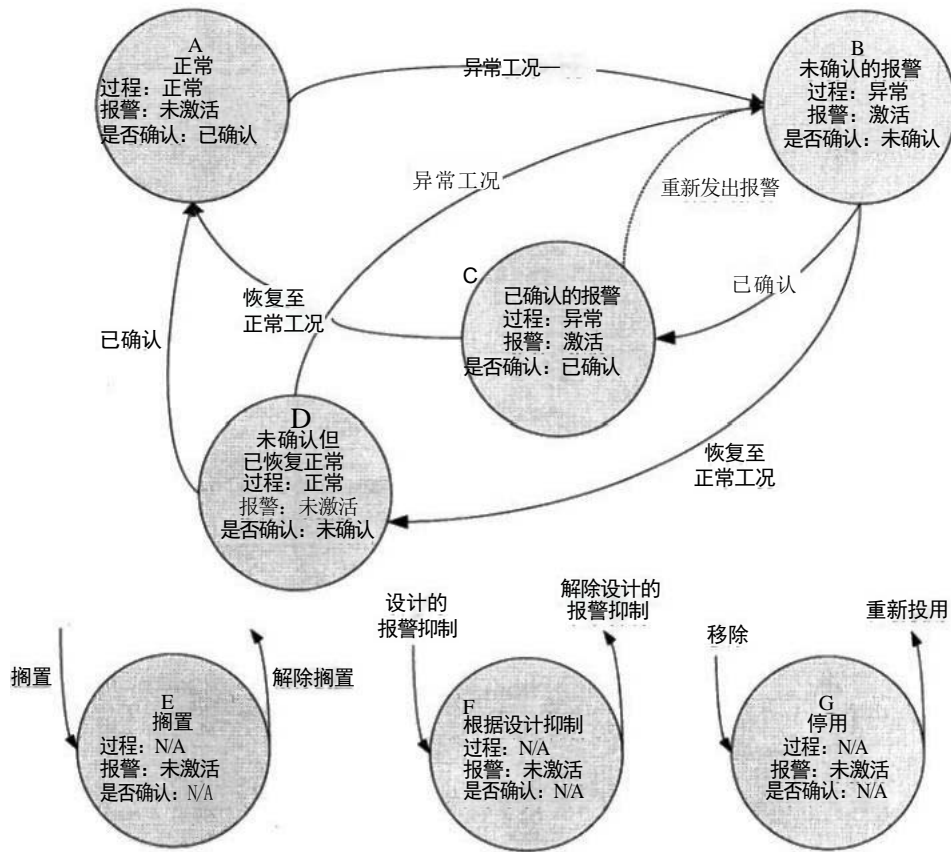 A
正常
过程：正常
报警：未激活
是否确认：已确认
异常工况
B
未确认的报警
过程：异常
报警：激活
是否确认：未确认
异常工况
重新发出报警
C
已确认的报警
过程：异常
报警：激活
是否确认：已确认
已确认
恢复至
正常工况
已确认
D
未确认但
已恢复正常
过程：正常
报警：未激活
是否确认：未确认
恢复至
正常工况
搁置
解除搁置
E
搁置
过程：N/A
报警：未激活
是否确认：N/A
设计的
报警抑制
解除设计的
报警抑制
F
根据设计抑制
过程：N/A
报警：未激活
是否确认：N/A
移除
重新投用
G
停用
过程：N/A
报警：未激活
是否确认：N/A